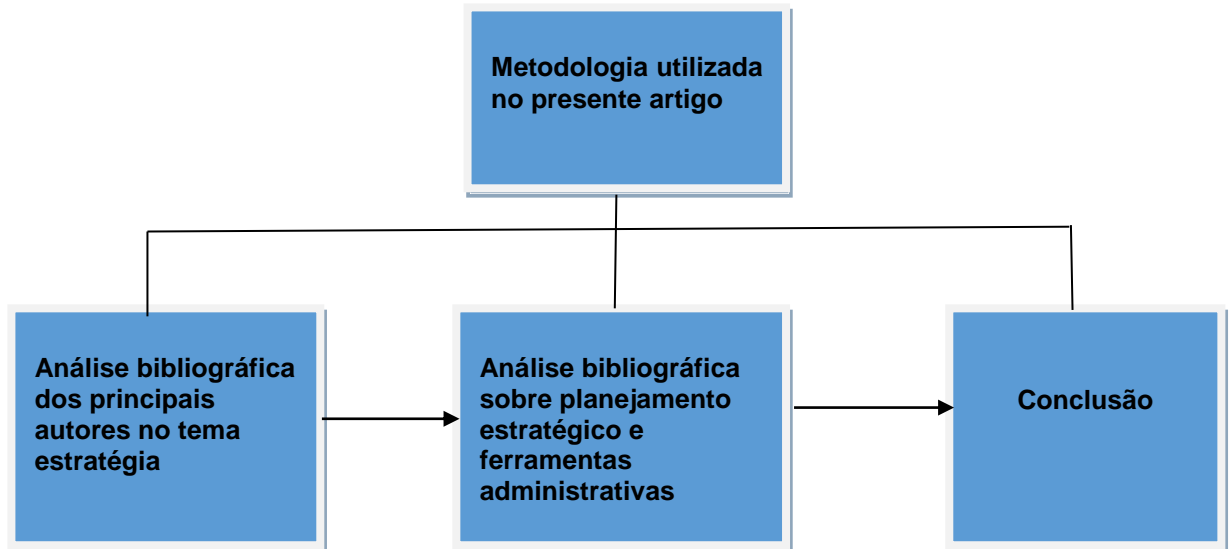 Metodologia utilizada
no presente artigo
Análise bibliográfica
dos principais
autores no tema
estratégia
Análise bibliográfica
sobre planejamento
estratégico e
ferramentas
administrativas
Conclusão